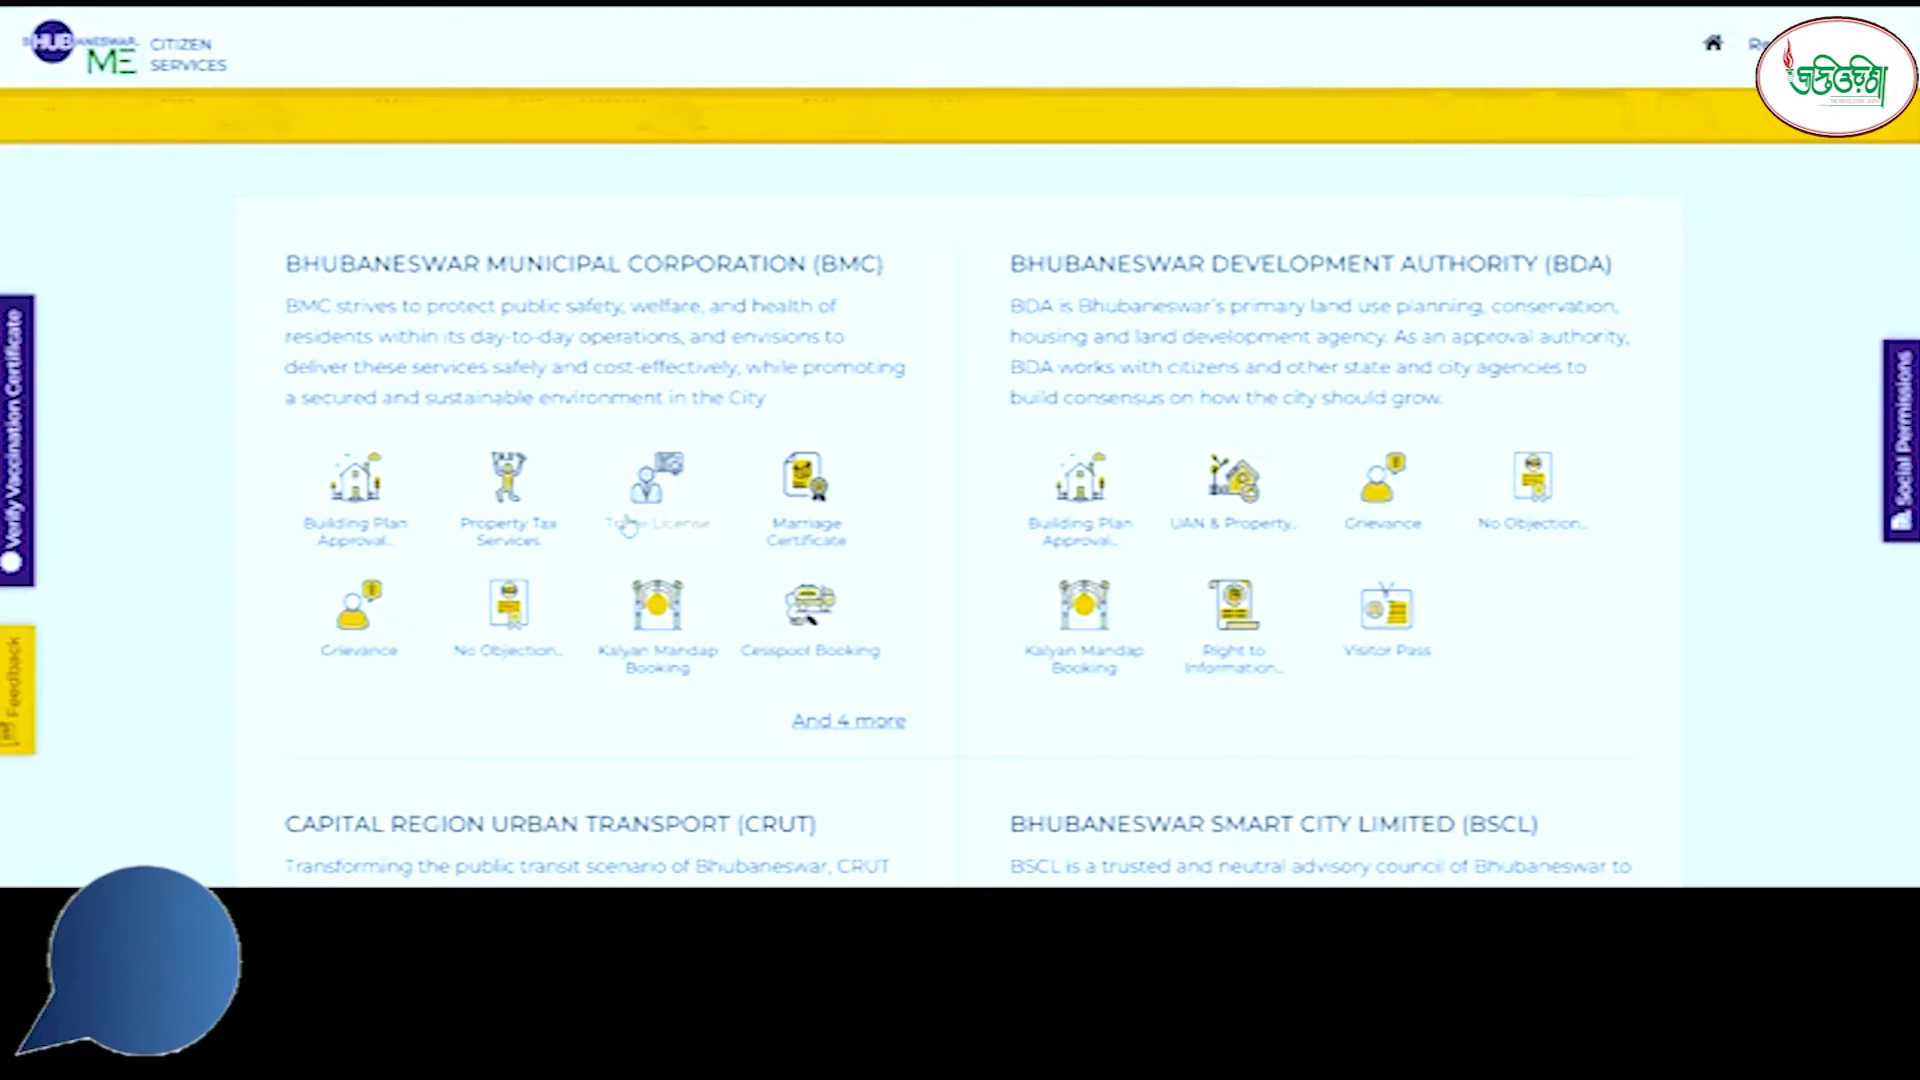 BHUBANESWAR
ME
CITIZEN
SERVICES
BHUBANESWAR MUNICIPAL CORPORATION (BMC)
BMC strives to protect public safety, welfare, and health of
residents within its day-to-day operations, and envisions to
deliver these services safely and cost-effectively, while promoting
a secured and sustainable environment in the City
Building Plan
Approval..
Property Tax
Services
Trade License
Marriage
Certificate
Grievance
No Objection..
Kalyan Mandap
Booking
Cesspool Booking
And 4 more
BHUBANESWAR DEVELOPMENT AUTHORITY (BDA)
BDA is Bhubaneswar's primary land use planning, conservation,
housing and land development agency. As an approval authority,
BDA works with citizens and other state and city agencies to
build consensus on how the city should grow.
Building Plan
Approval..
UAN & Property..
Grievance
No Objection..
Kalyan Mandap
Booking
Right to
Information..
Visitor Pass
CAPITAL REGION URBAN TRANSPORT (CRUT)
Transforming the public transit scenario of Bhubaneswar, CRUT
BHUBANESWAR SMART CITY LIMITED (BSCL)
BSCL is a trusted and neutral advisory council of Bhubaneswar to
Verify Vaccination Certificate
Feedback
Social Permissions